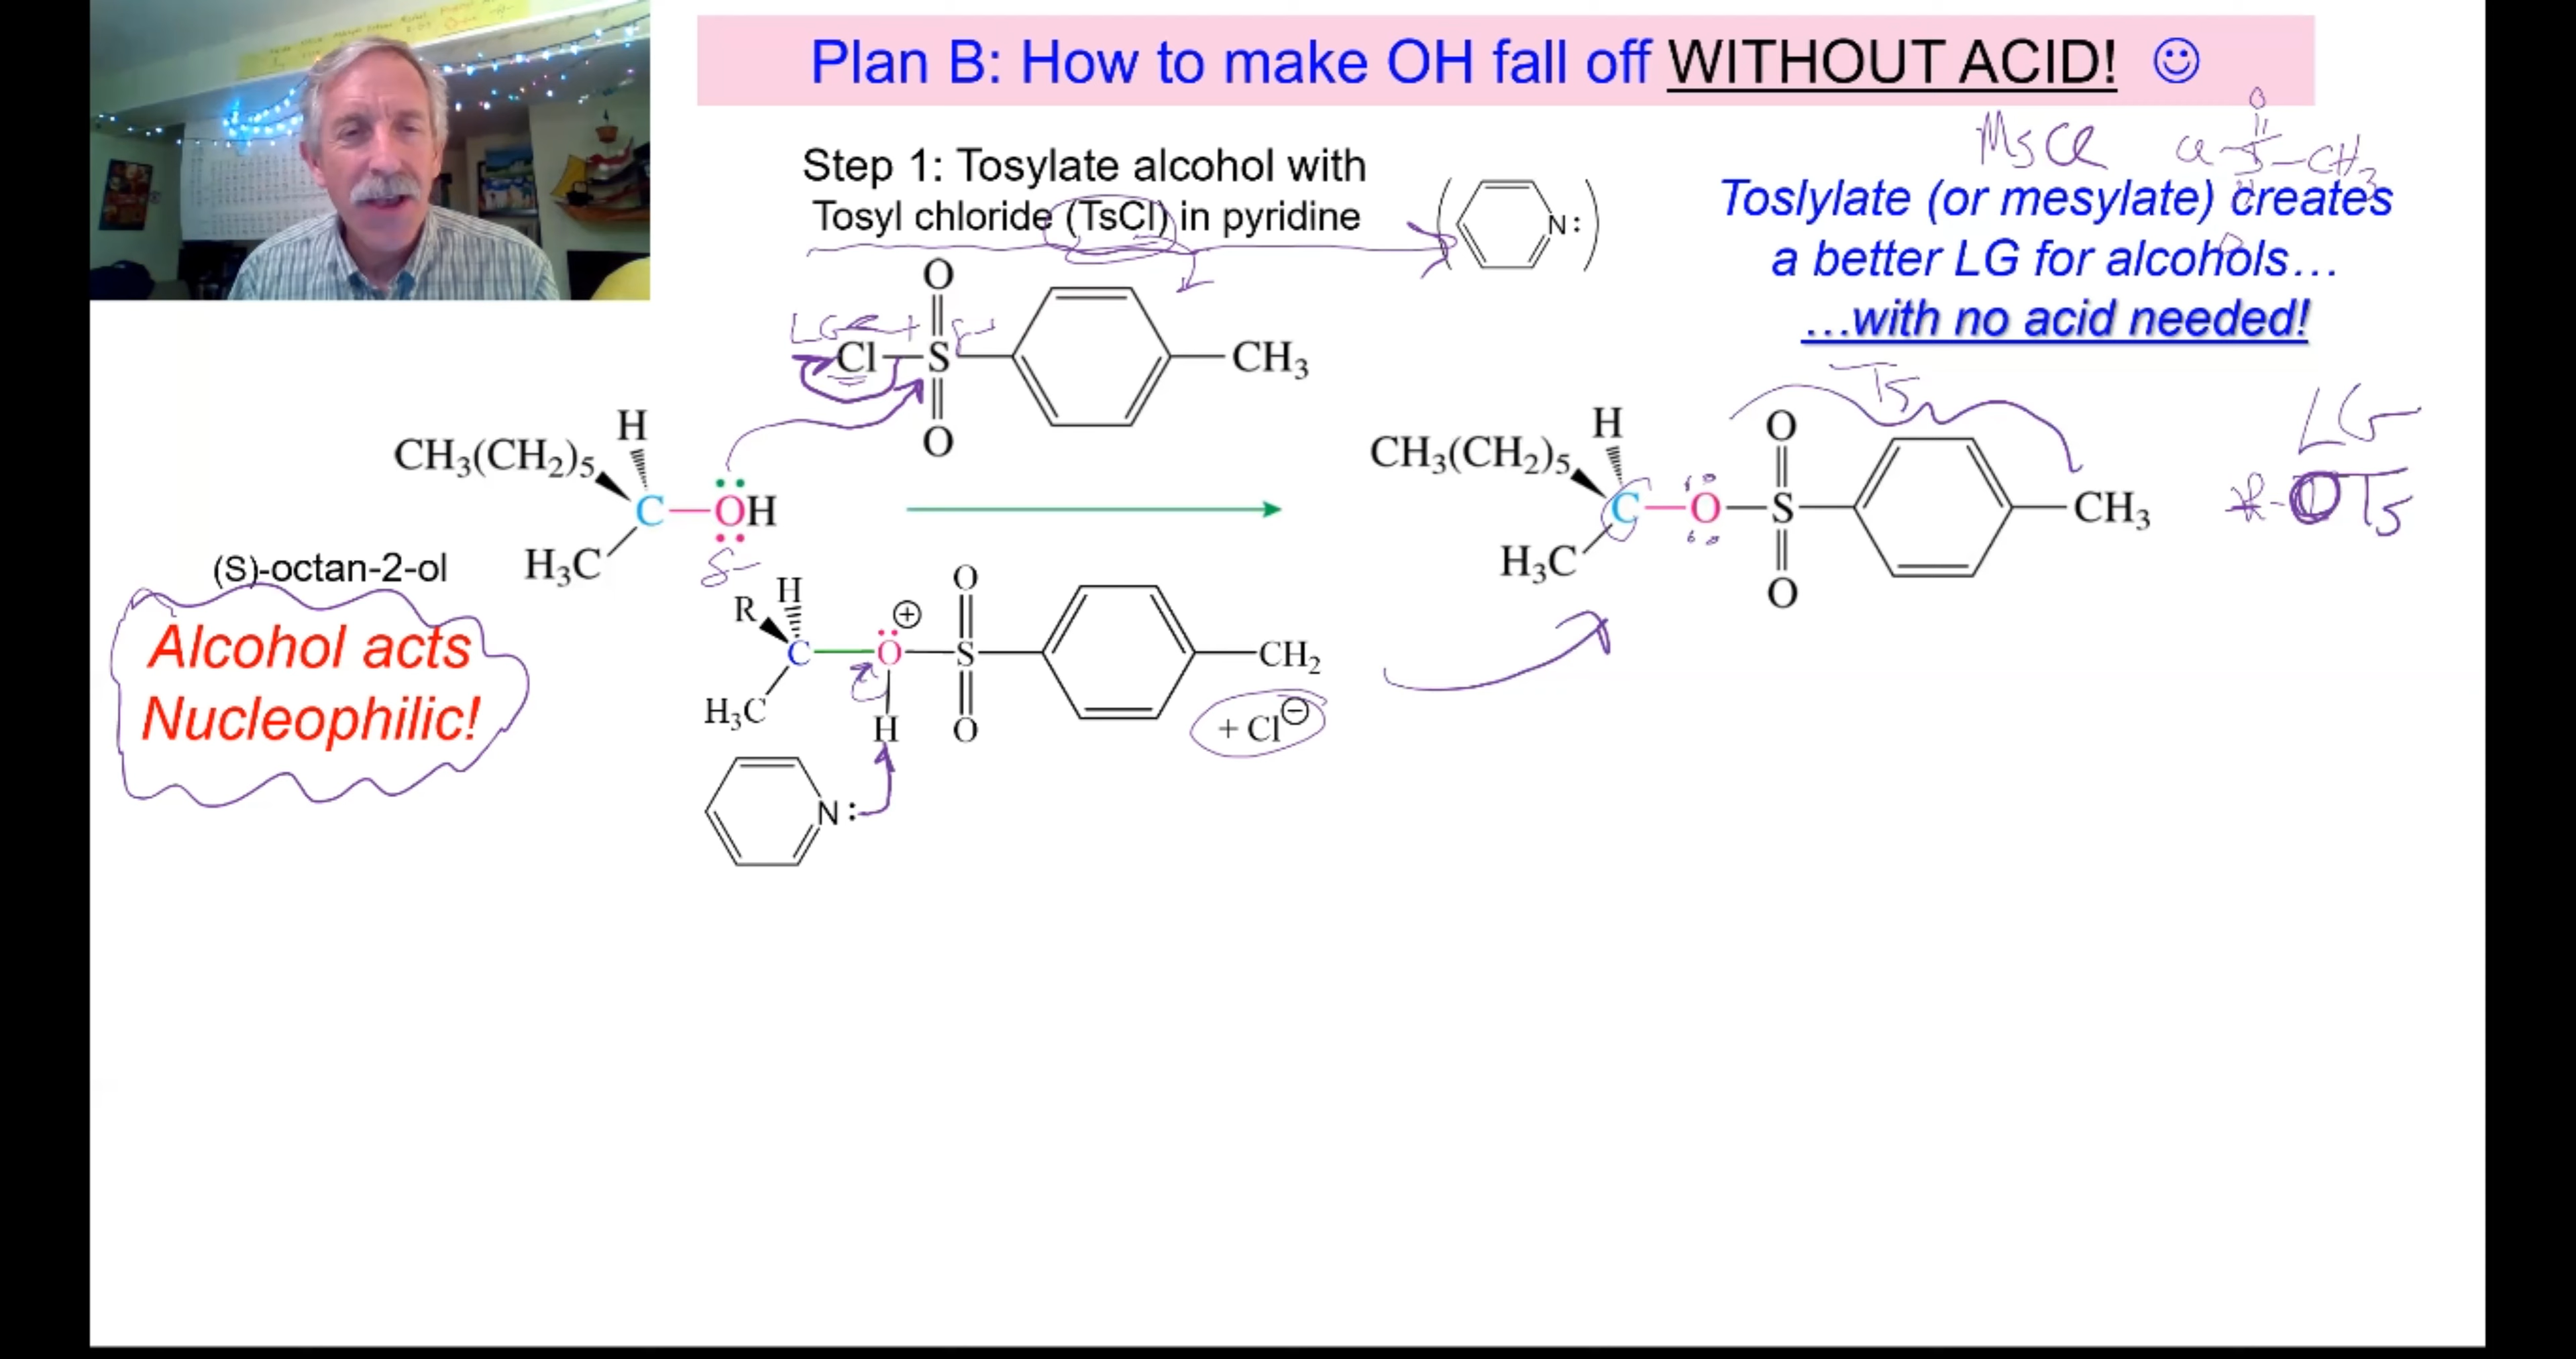 Plan B: How to make OH fall off WITHOUT ACID! ☺
MsCl
O
Cl-S-CH3
O
Step 1: Tosylate alcohol with
Tosyl chloride (TsCl) in pyridine
N:
Toslylate (or mesylate) creates
a better LG for alcohols…
…with no acid needed!
O
LG
Cl S CH₃
O
H
CH₃(CH₂)₅
C OH
H₃C
δ-
(S)-octan-2-ol
Ts
H O
CH₃(CH₂)₅
C O S CH₃
H₃C
O
LG
R-OTs
Alcohol acts
Nucleophilic!
H O
R ⊕
C O S CH₂
H₃C
H O
+ Cl⊖
N: